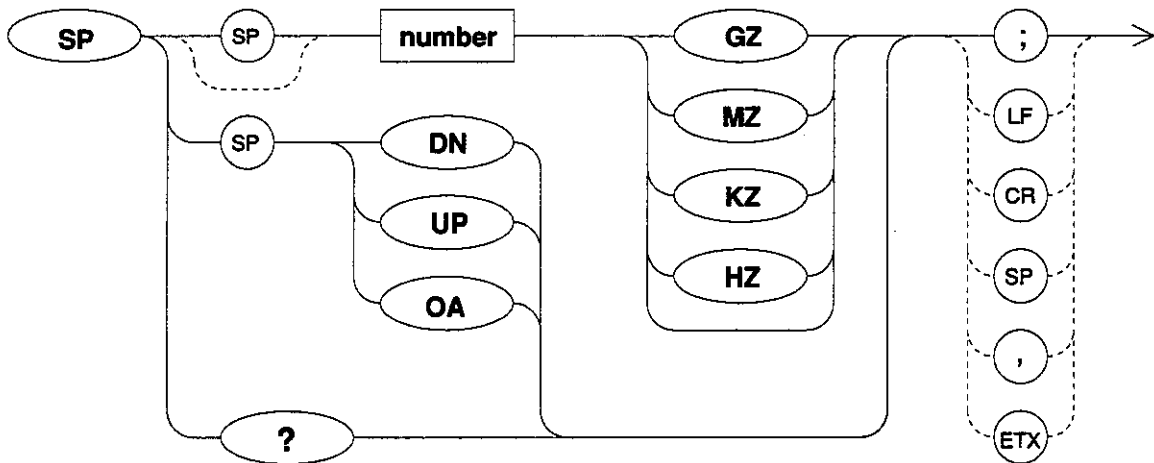 SP SP number GZ ;
MZ LF
SP DN KZ CR
UP HZ SP
OA ,
? ETX